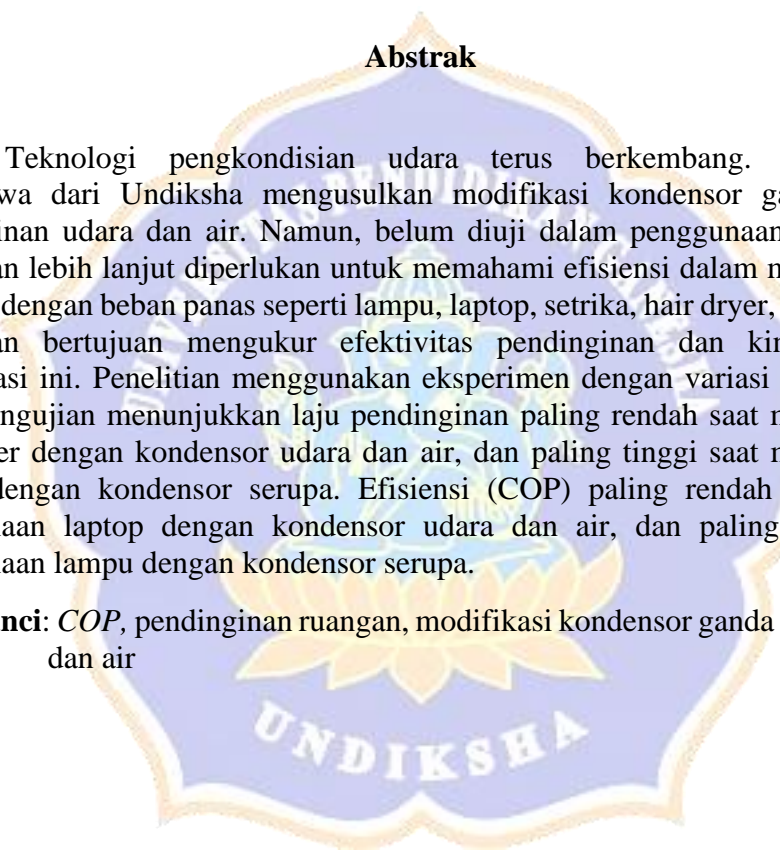 Abstrak
Teknologi pengkondisian udara terus berkembang.
wa dari Undiksha mengusulkan modifikasi kondensor ga
inan udara dan air. Namun, belum diuji dalam penggunaan
an lebih lanjut diperlukan untuk memahami efisiensi dalam m
dengan beban panas seperti lampu, laptop, setrika, hair dryer,
an bertujuan mengukur efektivitas pendinginan dan kin
asi ini. Penelitian menggunakan eksperimen dengan variasi
ngujian menunjukkan laju pendinginan paling rendah saat m
er dengan kondensor udara dan air, dan paling tinggi saat m
dengan kondensor serupa. Efisiensi (COP) paling rendah
naan laptop dengan kondensor udara dan air, dan paling
naan lampu dengan kondensor serupa.
nci: COP, pendinginan ruangan, modifikasi kondensor ganda
dan air
UNIVERSITAS PENDIDIKAN GANESHA
UNDIKSHA